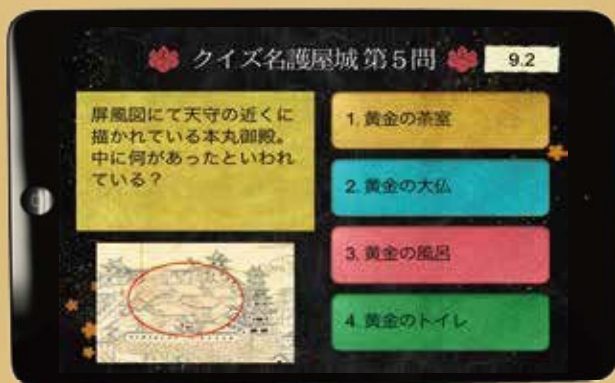 クイズ名護屋城 第5問
9.2
屏風図にて天守の近くに
描かれている本丸御殿。
中に何があったといわれ
ている？
1. 黄金の茶室
2. 黄金の大仏
3. 黄金の風呂
4. 黄金のトイレ